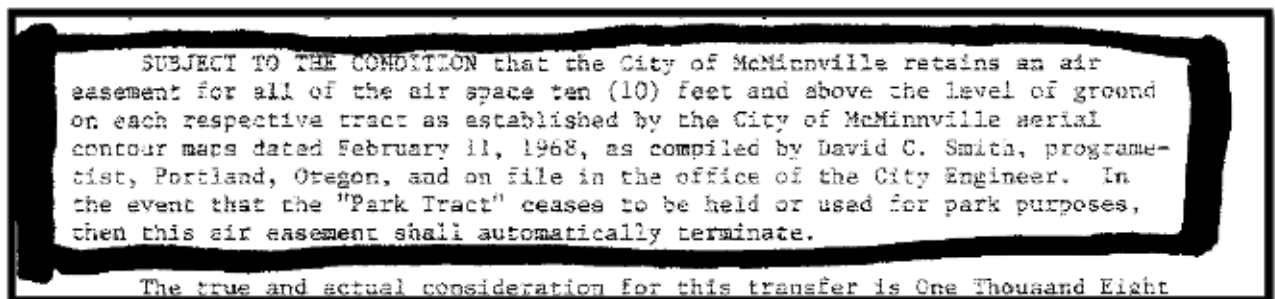 SUBJECT TO THE CONDITION that the City of McMinnville retains an air
easement for all of the air space ten (10) feet and above the level of ground
on each respective tract as established by the City of McMinnville aerial
contour maps dated February 11, 1968, as compiled by David C. Smith, programe-
tist, Portland, Oregon, and on file in the office of the City Engineer. In
the event that the "Park Tract" ceases to be held or used for park purposes,
then this air easement shall automatically terminate.
The true and actual consideration for this transfer is One Thousand Eight